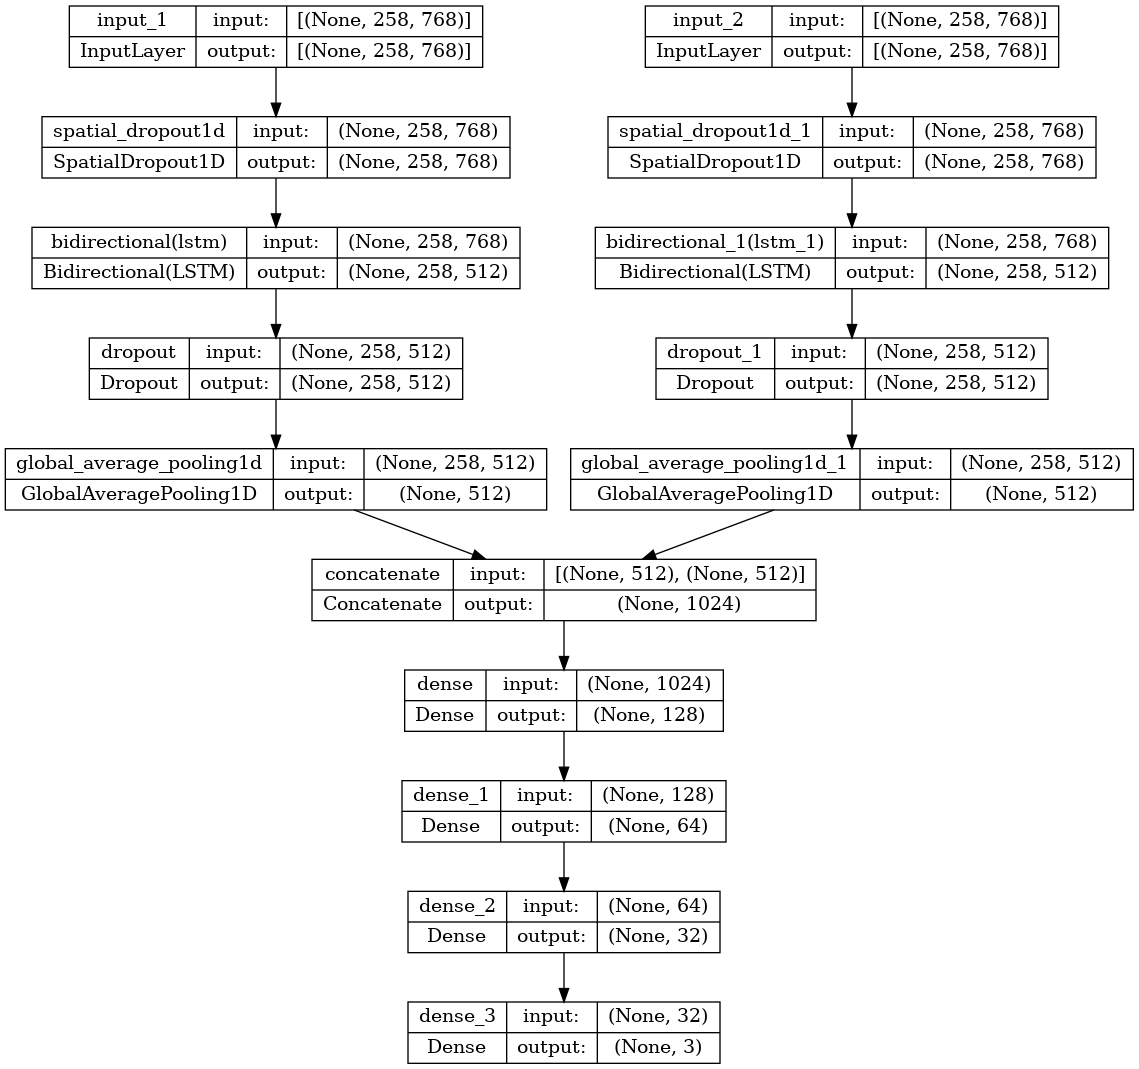 input_1 input: [(None, 258, 768)]
InputLayer output: [(None, 258, 768)]
input_2 input: [(None, 258, 768)]
InputLayer output: [(None, 258, 768)]
spatial_dropout1d input: (None, 258, 768)
SpatialDropout1D output: (None, 258, 768)
spatial_dropout1d_1 input: (None, 258, 768)
SpatialDropout1D output: (None, 258, 768)
bidirectional(lstm) input: (None, 258, 768)
Bidirectional(LSTM) output: (None, 258, 512)
bidirectional_1(lstm_1) input: (None, 258, 768)
Bidirectional(LSTM) output: (None, 258, 512)
dropout input: (None, 258, 512)
Dropout output: (None, 258, 512)
dropout_1 input: (None, 258, 512)
Dropout output: (None, 258, 512)
global_average_pooling1d input: (None, 258, 512)
GlobalAveragePooling1D output: (None, 512)
global_average_pooling1d_1 input: (None, 258, 512)
GlobalAveragePooling1D output: (None, 512)
concatenate input: [(None, 512), (None, 512)]
Concatenate output: (None, 1024)
dense input: (None, 1024)
Dense output: (None, 128)
dense_1 input: (None, 128)
Dense output: (None, 64)
dense_2 input: (None, 64)
Dense output: (None, 32)
dense_3 input: (None, 32)
Dense output: (None, 3)